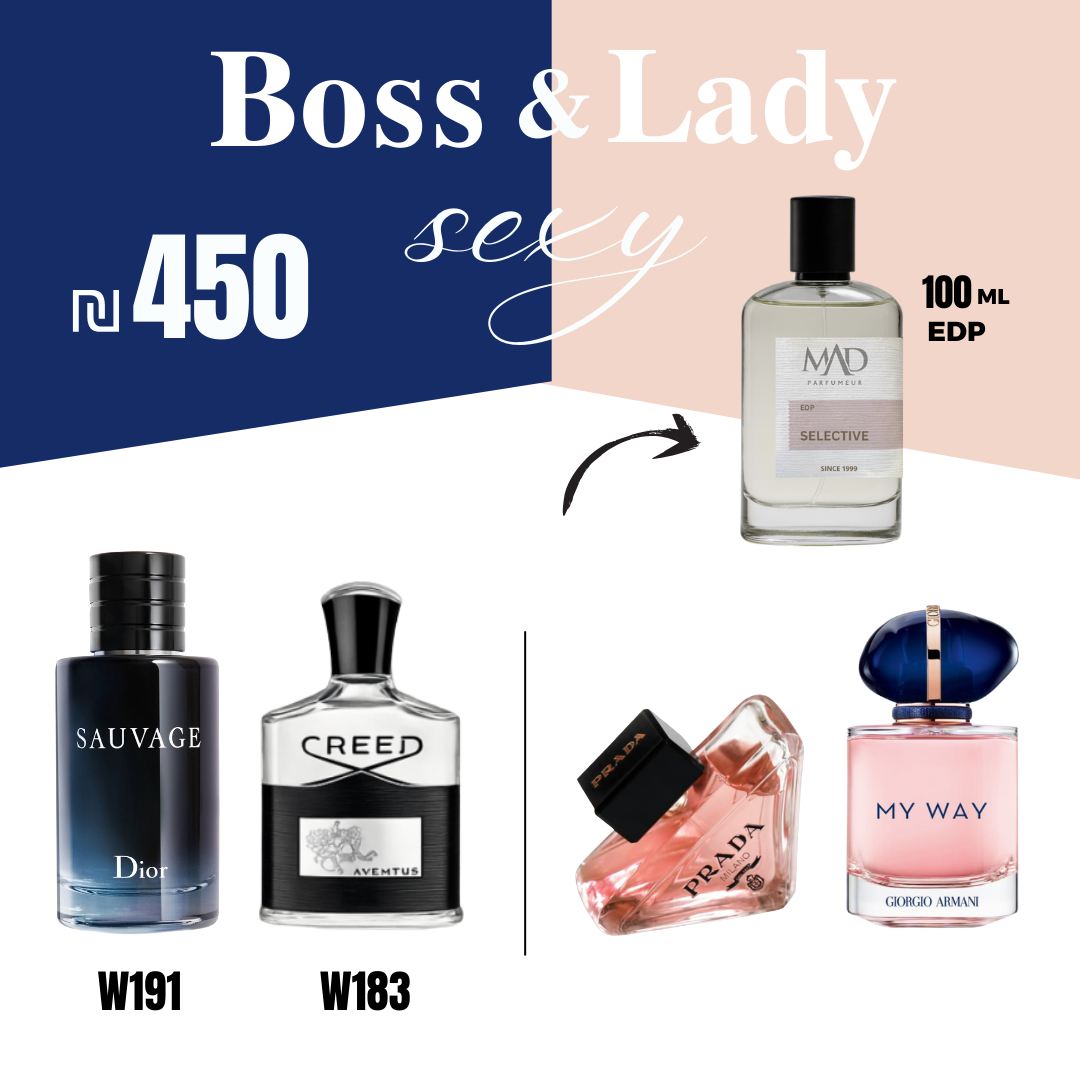 Boss & Lady
sexy
₪ 450
100 ML
EDP
MAD
PARFUMEUR
EDP
SELECTIVE
SINCE 1999
SAUVAGE
Dior
CREED
AVEMTUS
PRADA
PRADA
MILANO
MY WAY
GIORGIO ARMANI
W191
W183